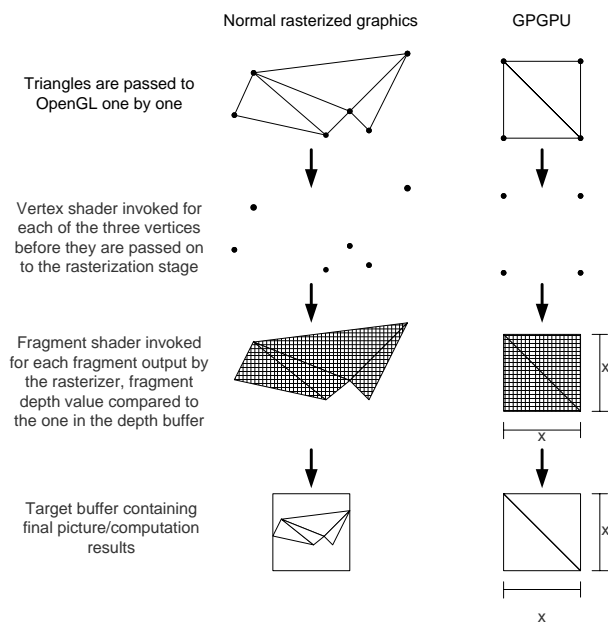 Normal rasterized graphics
GPGPU
Triangles are passed to
OpenGL one by one
Vertex shader invoked for
each of the three vertices
before they are passed on
to the rasterization stage
Fragment shader invoked
for each fragment output by
the rasterizer, fragment
depth value compared to
the one in the depth buffer
x
x
Target buffer containing
final picture/computation
results
x
x